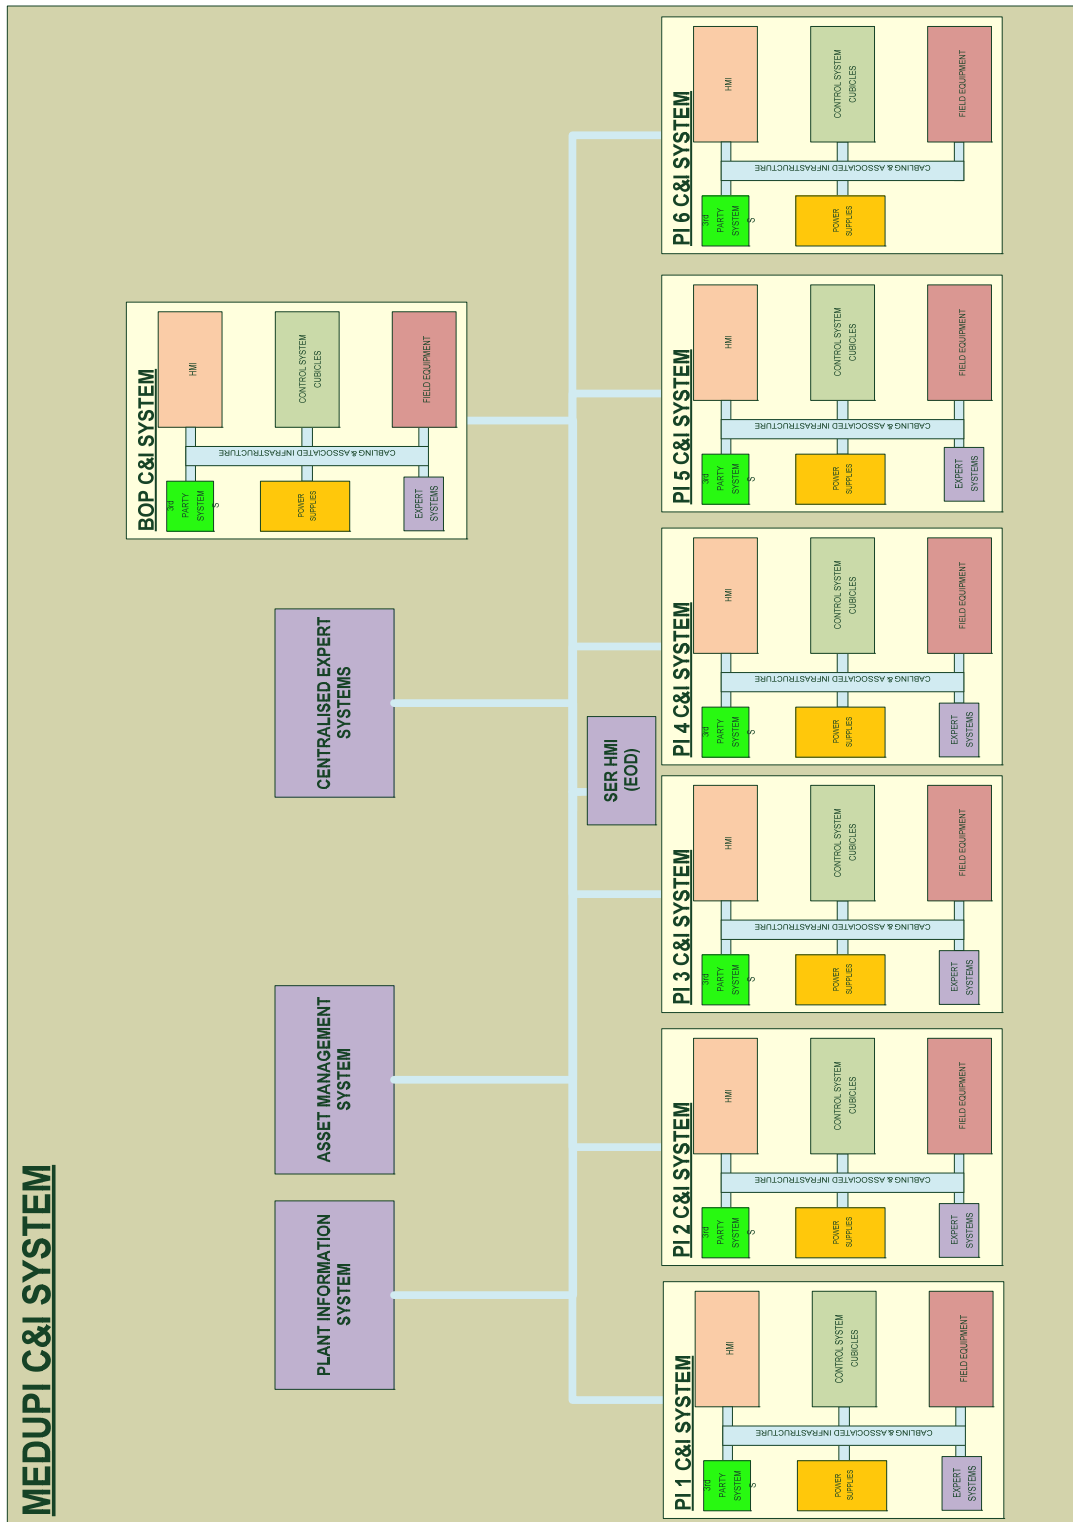 MEDUPI C&I SYSTEM
PLANT INFORMATION
SYSTEM
ASSET MANAGEMENT
SYSTEM
CENTRALISED EXPERT
SYSTEMS
BOP C&I SYSTEM
3rd
PARTY
SYSTEM
S
HMI
POWER
SUPPLIES
CABLING & ASSOCIATED INFRASTRUCTURE
CONTROL SYSTEM
CUBICLES
EXPERT
SYSTEMS
FIELD EQUIPMENT
SER HMI
(EOD)
PI 1 C&I SYSTEM
3rd
PARTY
SYSTEM
S
HMI
POWER
SUPPLIES
CABLING & ASSOCIATED INFRASTRUCTURE
CONTROL SYSTEM
CUBICLES
EXPERT
SYSTEMS
FIELD EQUIPMENT
PI 2 C&I SYSTEM
3rd
PARTY
SYSTEM
S
HMI
POWER
SUPPLIES
CABLING & ASSOCIATED INFRASTRUCTURE
CONTROL SYSTEM
CUBICLES
EXPERT
SYSTEMS
FIELD EQUIPMENT
PI 3 C&I SYSTEM
3rd
PARTY
SYSTEM
S
HMI
POWER
SUPPLIES
CABLING & ASSOCIATED INFRASTRUCTURE
CONTROL SYSTEM
CUBICLES
EXPERT
SYSTEMS
FIELD EQUIPMENT
PI 4 C&I SYSTEM
3rd
PARTY
SYSTEM
S
HMI
POWER
SUPPLIES
CABLING & ASSOCIATED INFRASTRUCTURE
CONTROL SYSTEM
CUBICLES
EXPERT
SYSTEMS
FIELD EQUIPMENT
PI 5 C&I SYSTEM
3rd
PARTY
SYSTEM
S
HMI
POWER
SUPPLIES
CABLING & ASSOCIATED INFRASTRUCTURE
CONTROL SYSTEM
CUBICLES
EXPERT
SYSTEMS
FIELD EQUIPMENT
PI 6 C&I SYSTEM
3rd
PARTY
SYSTEM
S
HMI
POWER
SUPPLIES
CABLING & ASSOCIATED INFRASTRUCTURE
CONTROL SYSTEM
CUBICLES
FIELD EQUIPMENT